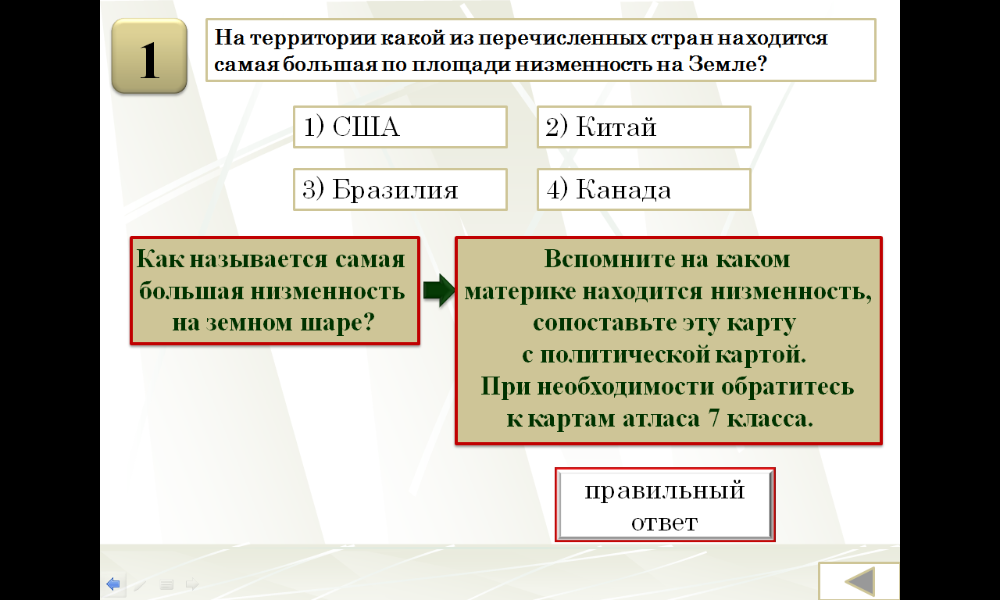 1
На территории какой из перечисленных стран находится
самая большая по площади низменность на Земле?
1) США
2) Китай
3) Бразилия
4) Канада
Как называется самая
большая низменность
на земном шаре?
Вспомните на каком
материке находится низменность,
сопоставьте эту карту
с политической картой.
При необходимости обратитесь
к картам атласа 7 класса.
правильный
ответ